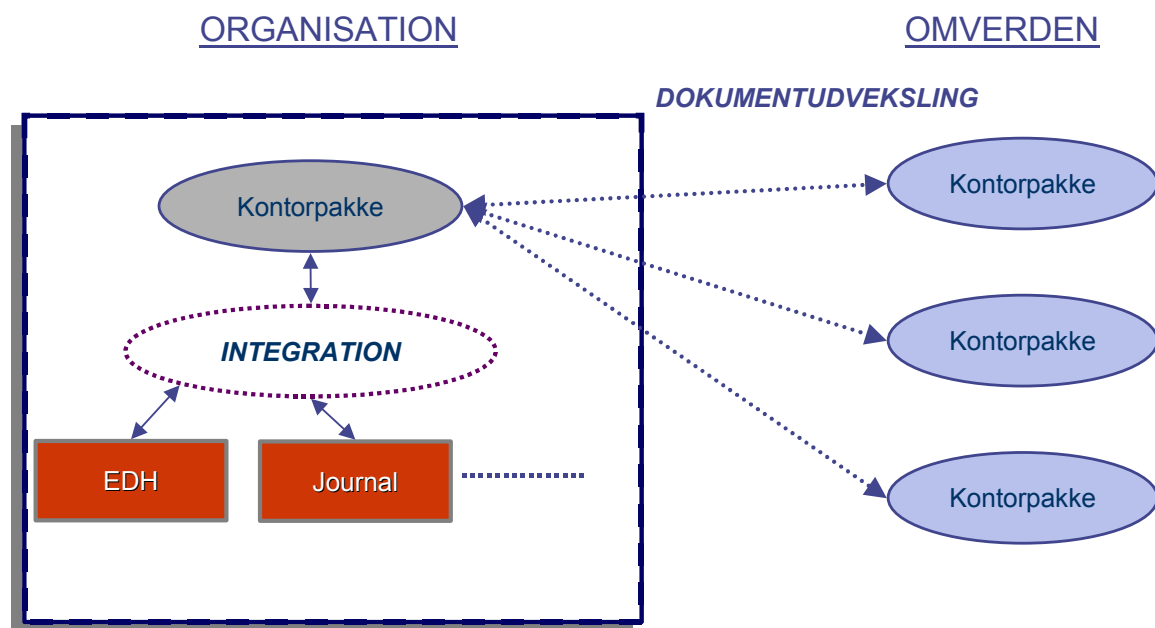 ORGANISATION
OMVERDEN
DOKUMENTUDVEKSLING
Kontorpakke
Kontorpakke
INTEGRATION
Kontorpakke
EDH
Journal
Kontorpakke